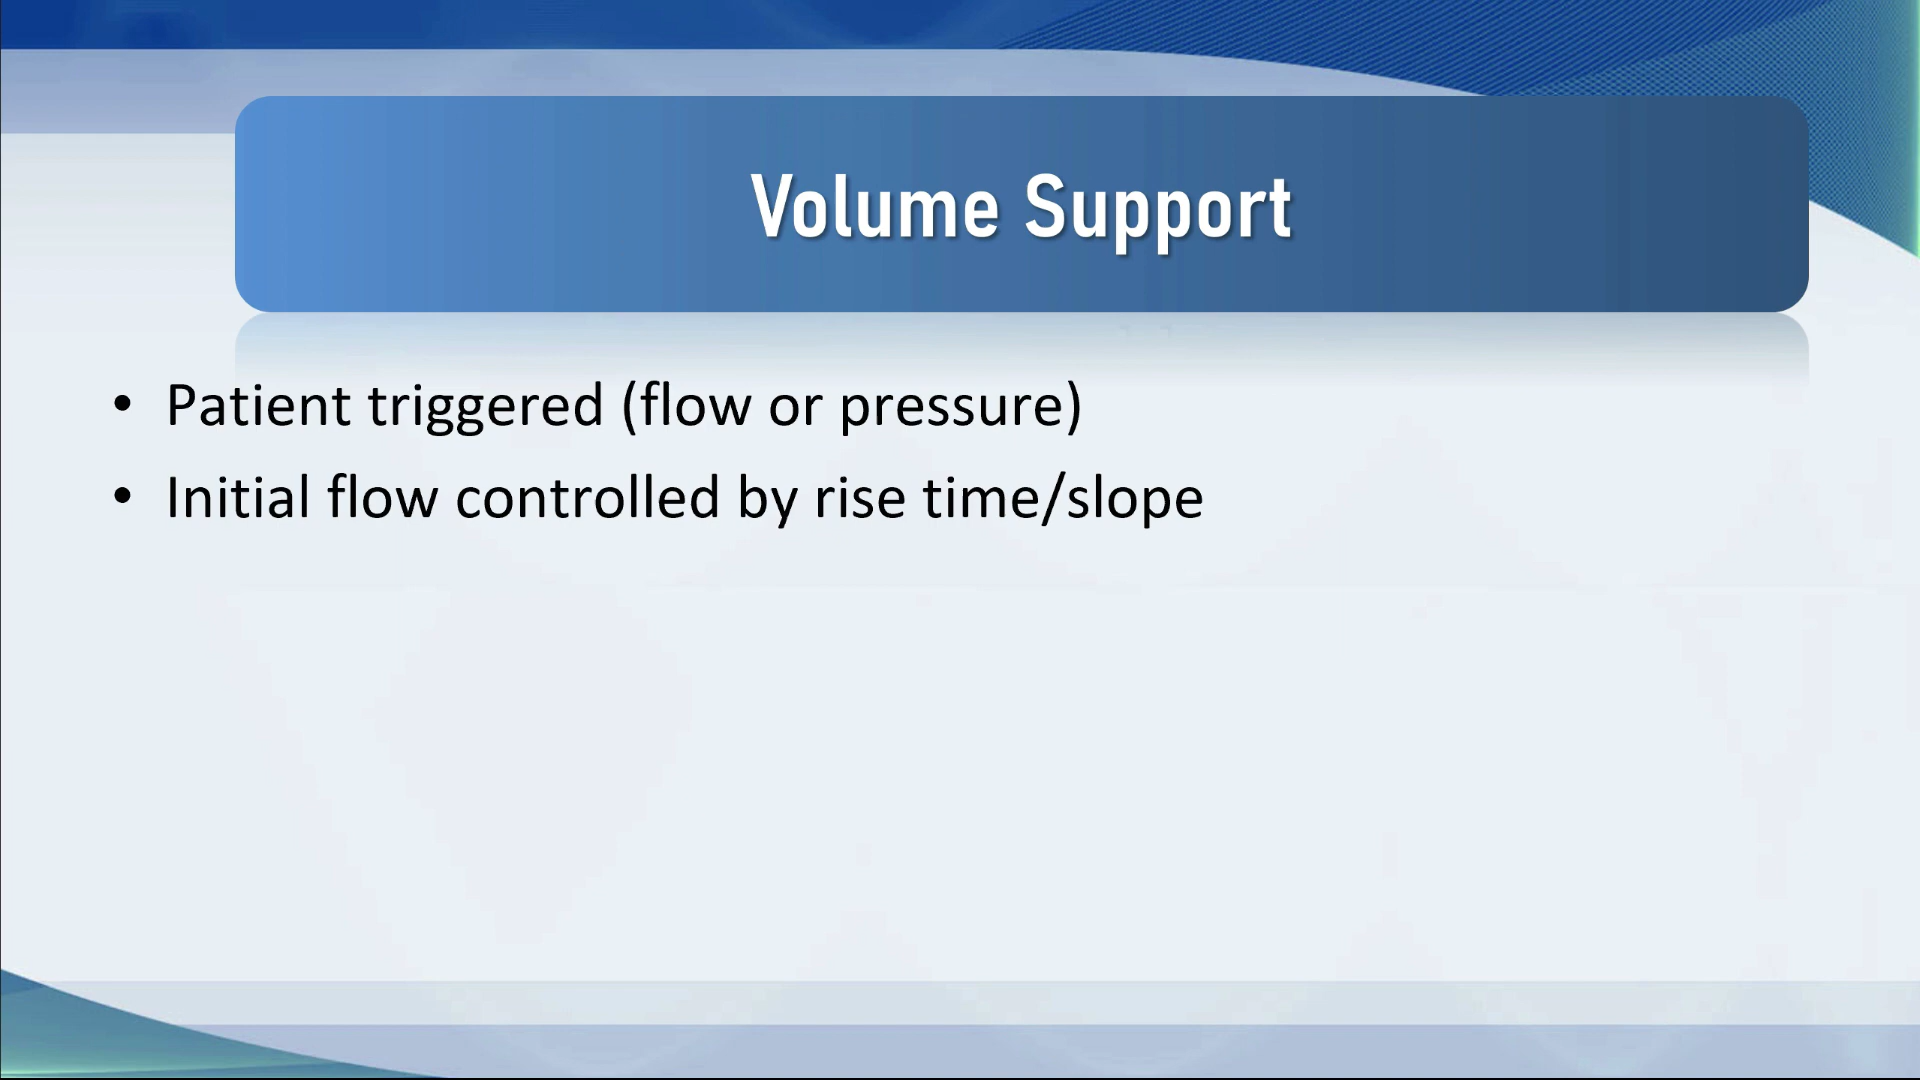 Volume Support
• Patient triggered (flow or pressure)
• Initial flow controlled by rise time/slope